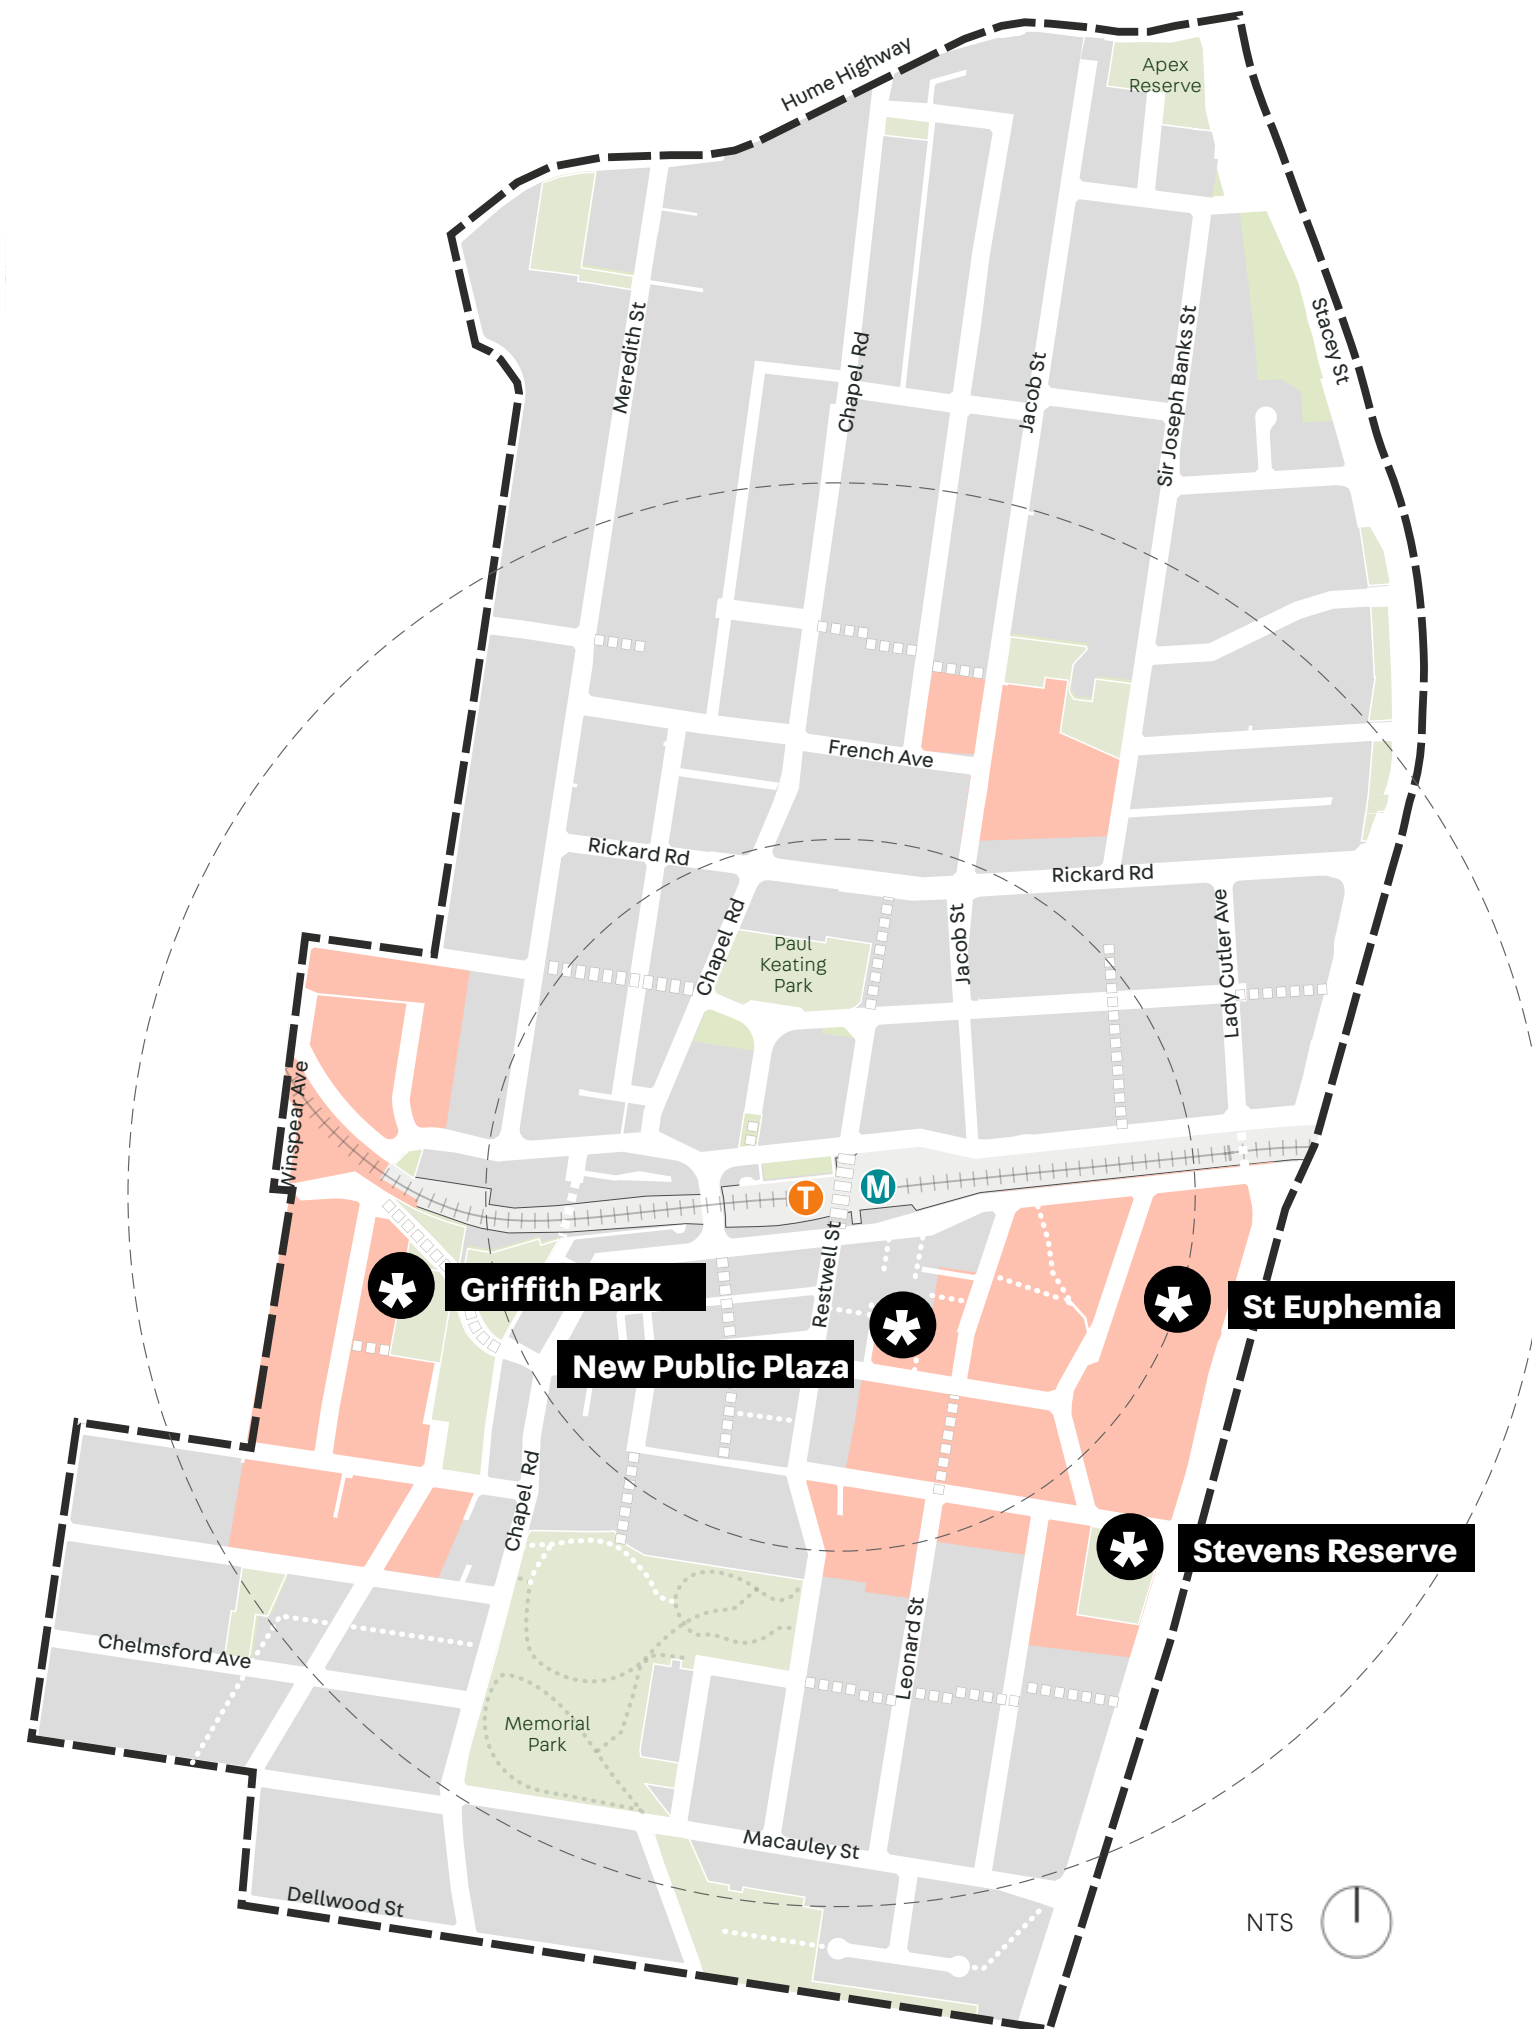 Apex
Reserve
Hume Highway
Meredith St
Chapel Rd
Jacob St
Sir Joseph Banks St
Stacey St
French Ave
Rickard Rd
Rickard Rd
Chapel Rd
Paul
Keating
Park
Jacob St
Lady Cutler Ave
Winspear Ave
T
M
Restwell St
Griffith Park
St Euphemia
New Public Plaza
Chapel Rd
Stevens Reserve
Leonard St
Chelmsford Ave
Memorial
Park
Macauley St
Dellwood St
NTS